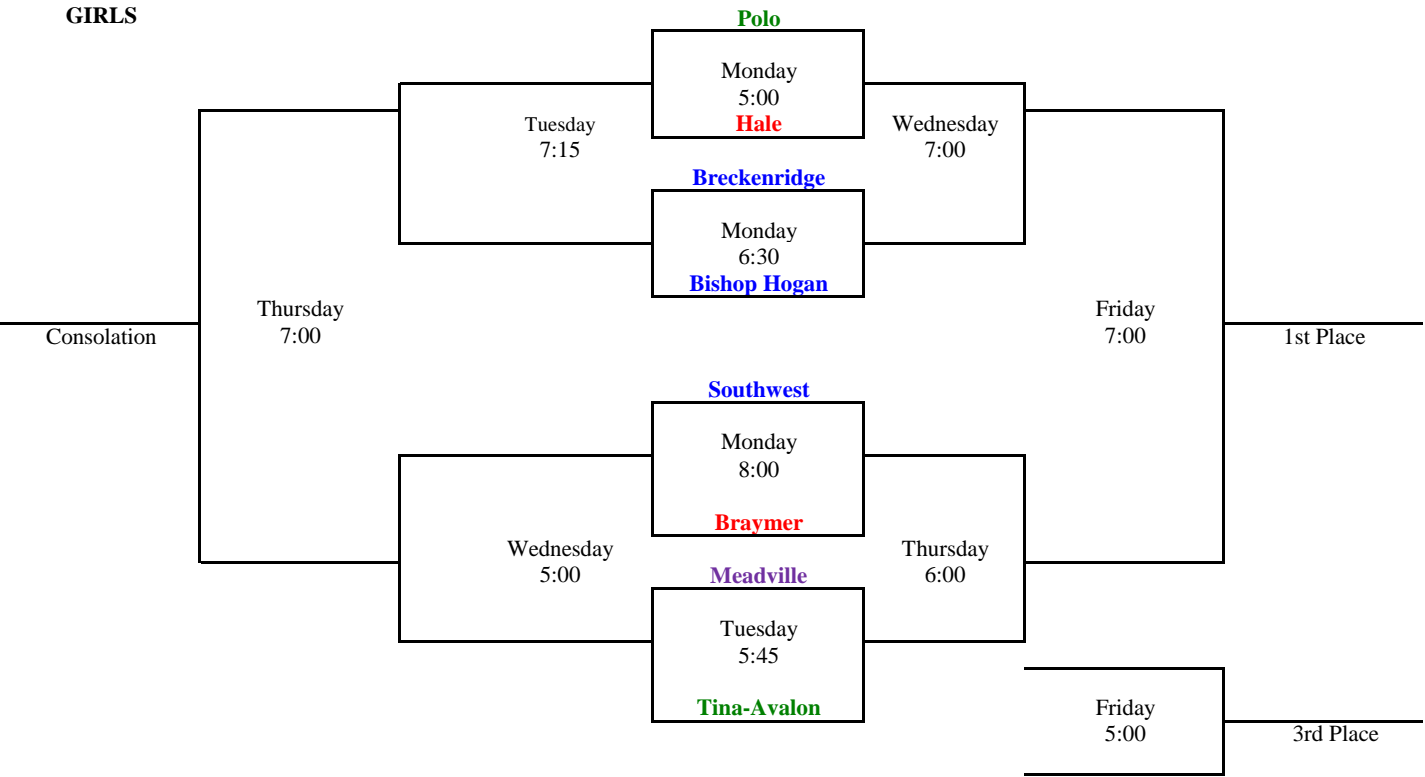 GIRLS
Polo
Monday
5:00
Hale
Tuesday
7:15
Wednesday
7:00
Breckenridge
Monday
6:30
Bishop Hogan
Thursday
7:00
Friday
7:00
Consolation
1st Place
Southwest
Monday
8:00
Braymer
Wednesday
5:00
Thursday
6:00
Meadville
Tuesday
5:45
Tina-Avalon
Friday
5:00
3rd Place